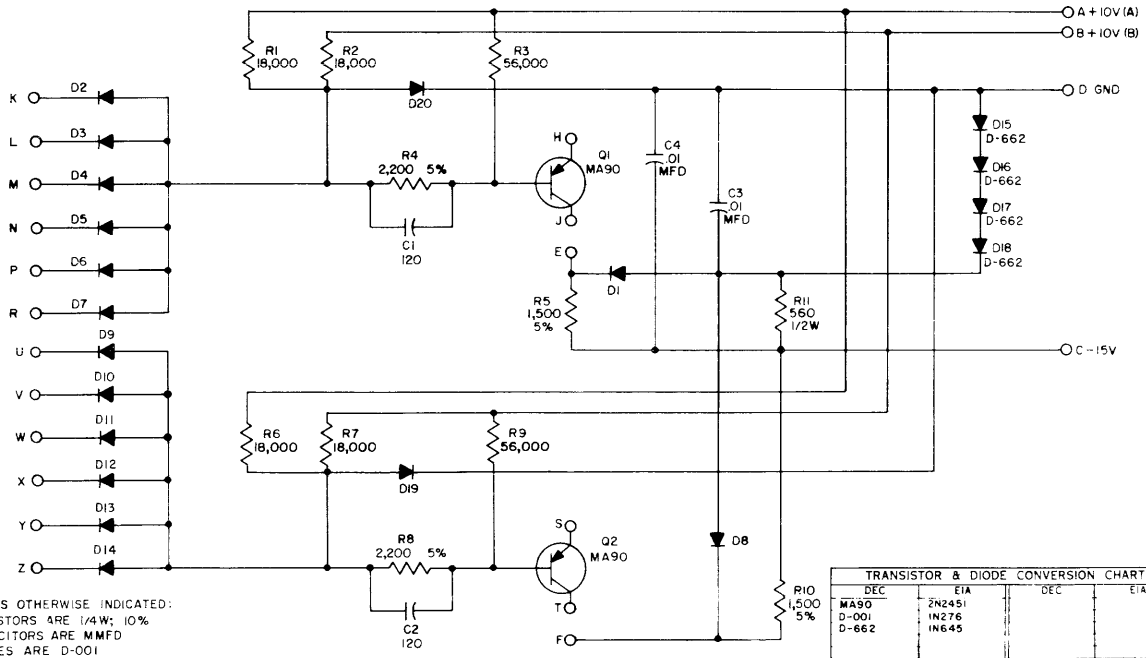 A+10V(A)
B+10V(B)
R1
18,000
R2
18,000
R3
56,000
K
D2
D20
D GND
D15
D-662
L
D3
H
Q1
MA90
C4
.01
MFD
D16
D-662
R4
2,200 5%
M
D4
C3
.01
MFD
D17
D-662
N
D5
J
C1
120
E
D18
D-662
P
D6
D1
R
D7
R5
1,500
5%
R11
560
1/2W
U
D9
C-15V
V
D10
W
D11
R6
18,000
R7
18,000
R9
56,000
X
D12
D19
Y
D13
S
Q2
MA90
D8
Z
D14
R8
2,200 5%
T
C2
120
R10
1,500
5%
F
S OTHERWISE INDICATED:
STORS ARE 1/4W; 10%
CITORS ARE MMFD
ES ARE D-001
TRANSISTOR & DIODE CONVERSION CHART
DEC EIA DEC EIA
MA90 2N2451
D-001 1N276
D-662 1N645